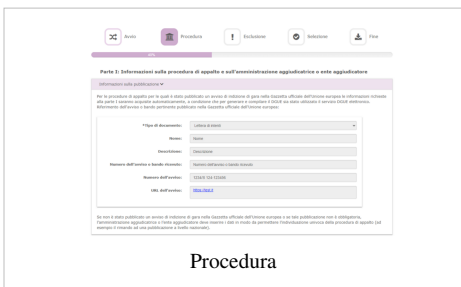 Avvio
Procedura
Esclusione
Selezione
Fine
Parte I: Informazioni sulla procedura di appalto e sull'amministrazione aggiudicatrice o ente aggiudicatore
Informazioni sulla pubblicazione
Per le procedure di appalto per le quali è stato pubblicato un avviso di indizione di gara nella Gazzetta ufficiale dell'Unione europea le informazioni richieste
alla parte I saranno acquisite automaticamente, a condizione che per generare e compilare il DGUE sia stato utilizzato il servizio DGUE elettronico.
Riferimento dell'avviso o bando pertinente pubblicato nella Gazzetta ufficiale dell'Unione europea:
*Tipo di documento:
Nome: Nome
Descrizione: Descrizione
Numero dell'avviso o bando ricevuto: Numero dell'avviso o bando ricevuto
Numero dell'avviso:
URL dell'avviso:
Se non è stato pubblicato un avviso di indizione di gara nella Gazzetta ufficiale dell'Unione europea o se tale pubblicazione non è obbligatoria,
l'amministrazione aggiudicatrice o l'ente aggiudicatore deve inserire i dati in modo da permettere l'individuazione univoca della procedura di appalto (ad
esempio il rimando ad una pubblicazione a livello nazionale):
Procedura